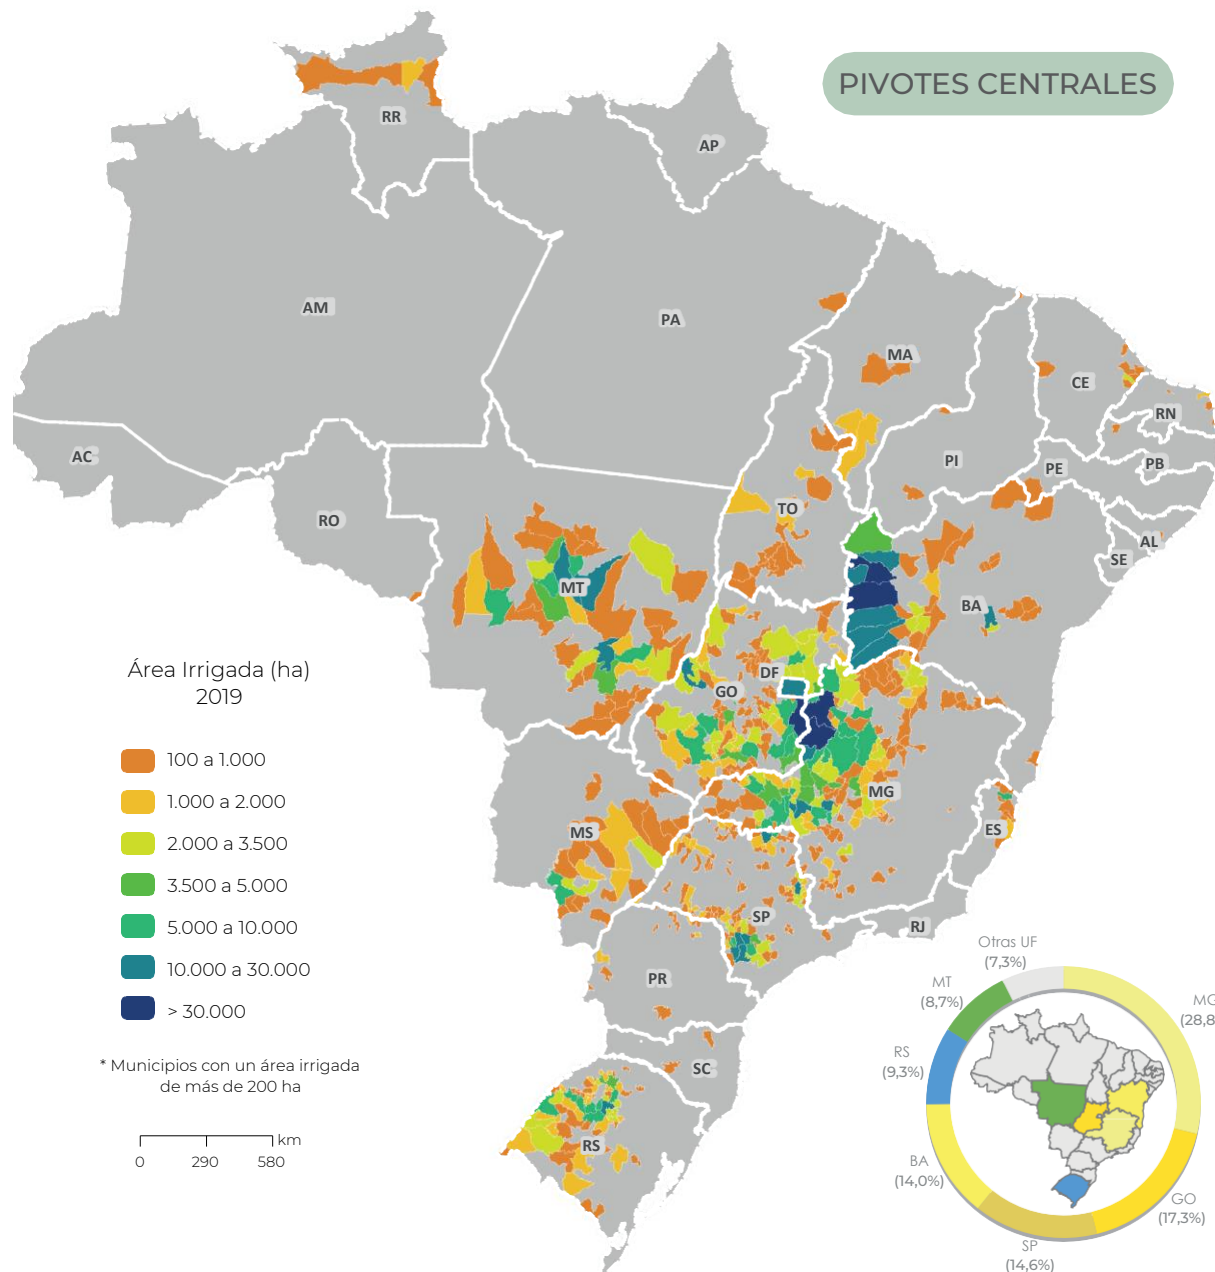 PIVOTES CENTRALES
RR
AP
AM
PA
MA
CE
RN
PB
PE
PI
AC
RO
TO
AL
SE
MT
BA
DF
GO
MG
ES
MS
SP
RJ
PR
SC
RS
Área Irrigada (ha)
2019
100 a 1.000
1.000 a 2.000
2.000 a 3.500
3.500 a 5.000
5.000 a 10.000
10.000 a 30.000
> 30.000
* Municipios con un área irrigada
de más de 200 ha
km
0 290 580
Otras UF
(7,3%)
MT
(8,7%)
RS
(9,3%)
BA
(14,0%)
SP
(14,6%)
GO
(17,3%)
MG
(28,8